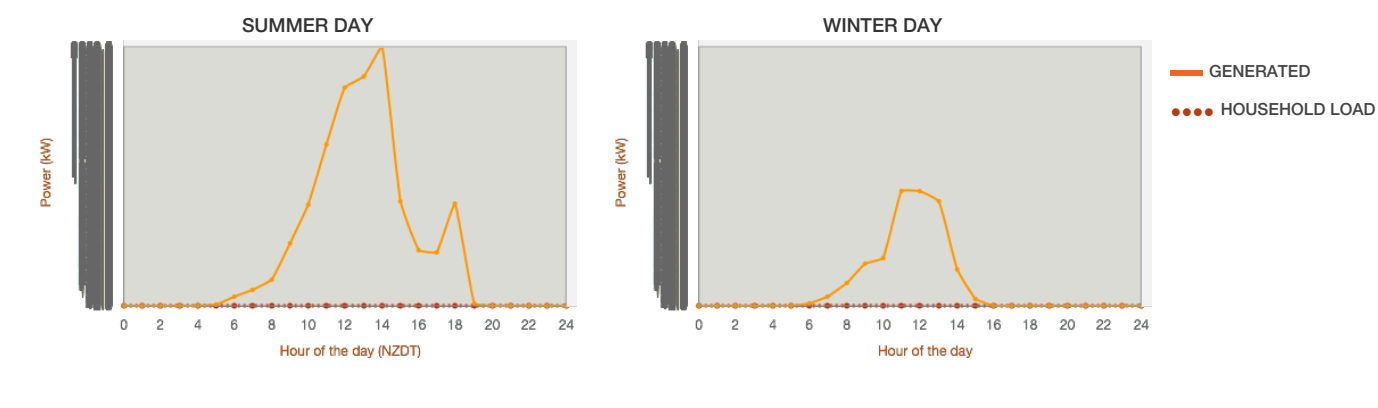 SUMMER DAY
WINTER DAY
GENERATED
HOUSEHOLD LOAD
Power (kW)
0 2 4 6 8 10 12 14 16 18 20 22 24
Hour of the day (NZDT)
Power (kW)
0 2 4 6 8 10 12 14 16 18 20 22 24
Hour of the day